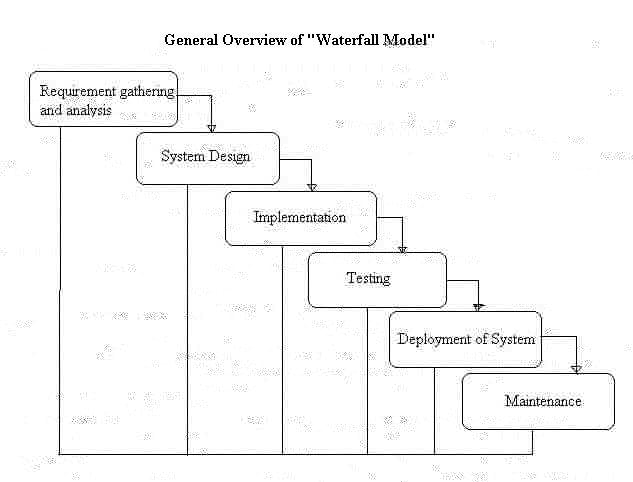 General Overview of "Waterfall Model"
Requirement gathering
and analysis
System Design
Implementation
Testing
Deployment of System
Maintenance